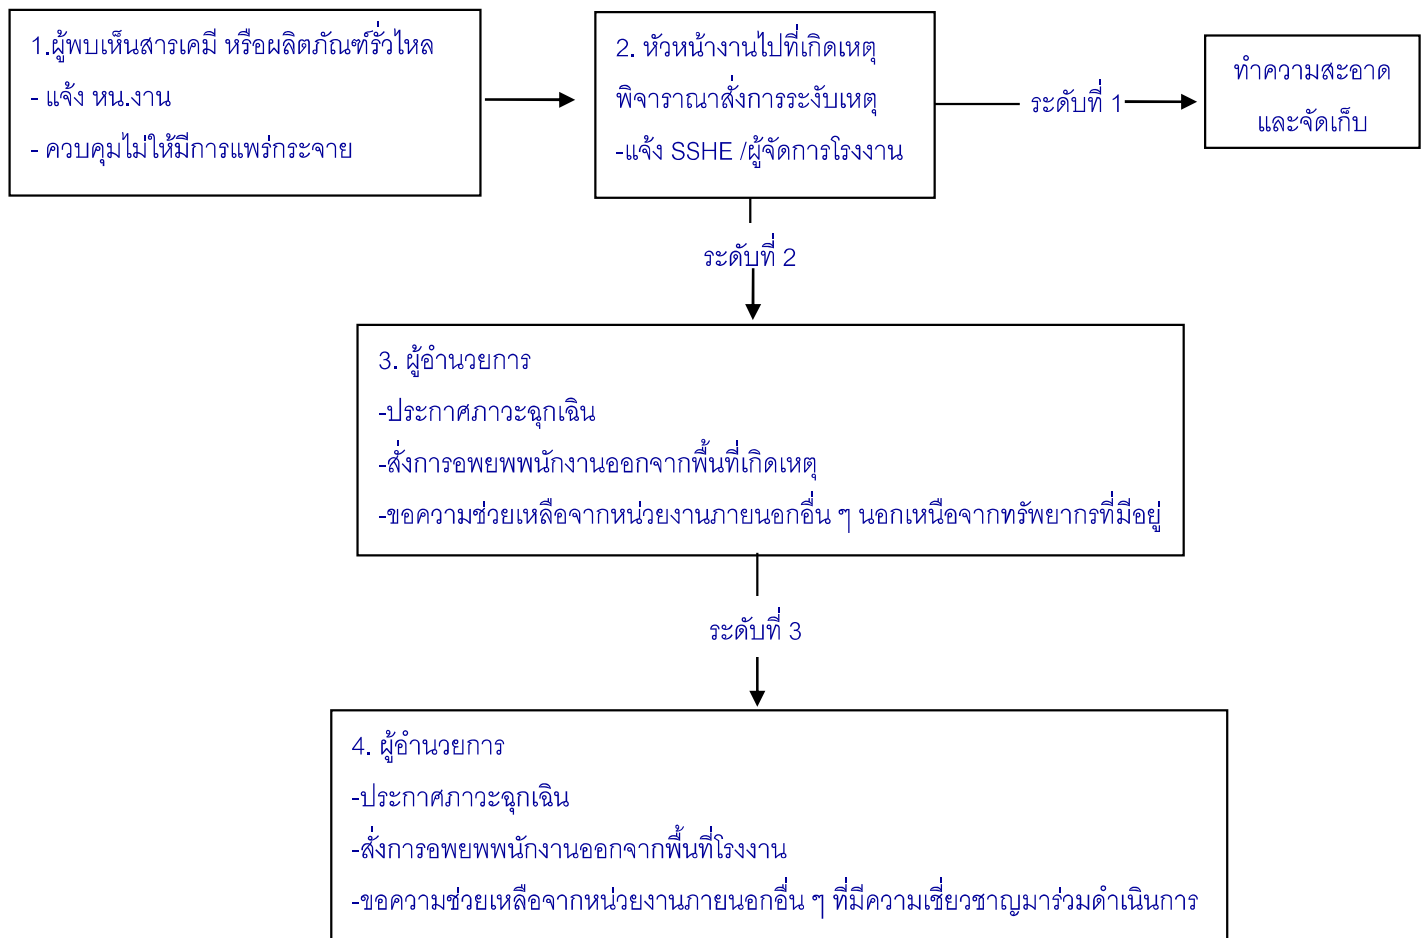 1.ผู้พบเห็นสารเคมี หรือผลิตภัณฑ์รั่วไหล
- แจ้ง หน.งาน
- ควบคุมไม่ให้มีการแพร่กระจาย
2. หัวหน้างานไปที่เกิดเหตุ
พิจาราณาสั่งการระงับเหตุ
-แจ้ง SSHE /ผู้จัดการโรงงาน
ระดับที่ 1
ทำความสะอาด
และจัดเก็บ
ระดับที่ 2
3. ผู้อำนวยการ
-ประกาศภาวะฉุกเฉิน
-สั่งการอพยพพนักงานออกจากพื้นที่เกิดเหตุ
-ขอความช่วยเหลือจากหน่วยงานภายนอกอื่น ๆ นอกเหนือจากทรัพยากรที่มีอยู่
ระดับที่ 3
4. ผู้อำนวยการ
-ประกาศภาวะฉุกเฉิน
-สั่งการอพยพพนักงานออกจากพื้นที่โรงงาน
-ขอความช่วยเหลือจากหน่วยงานภายนอกอื่น ๆ ที่มีความเชี่ยวชาญมาร่วมดำเนินการ